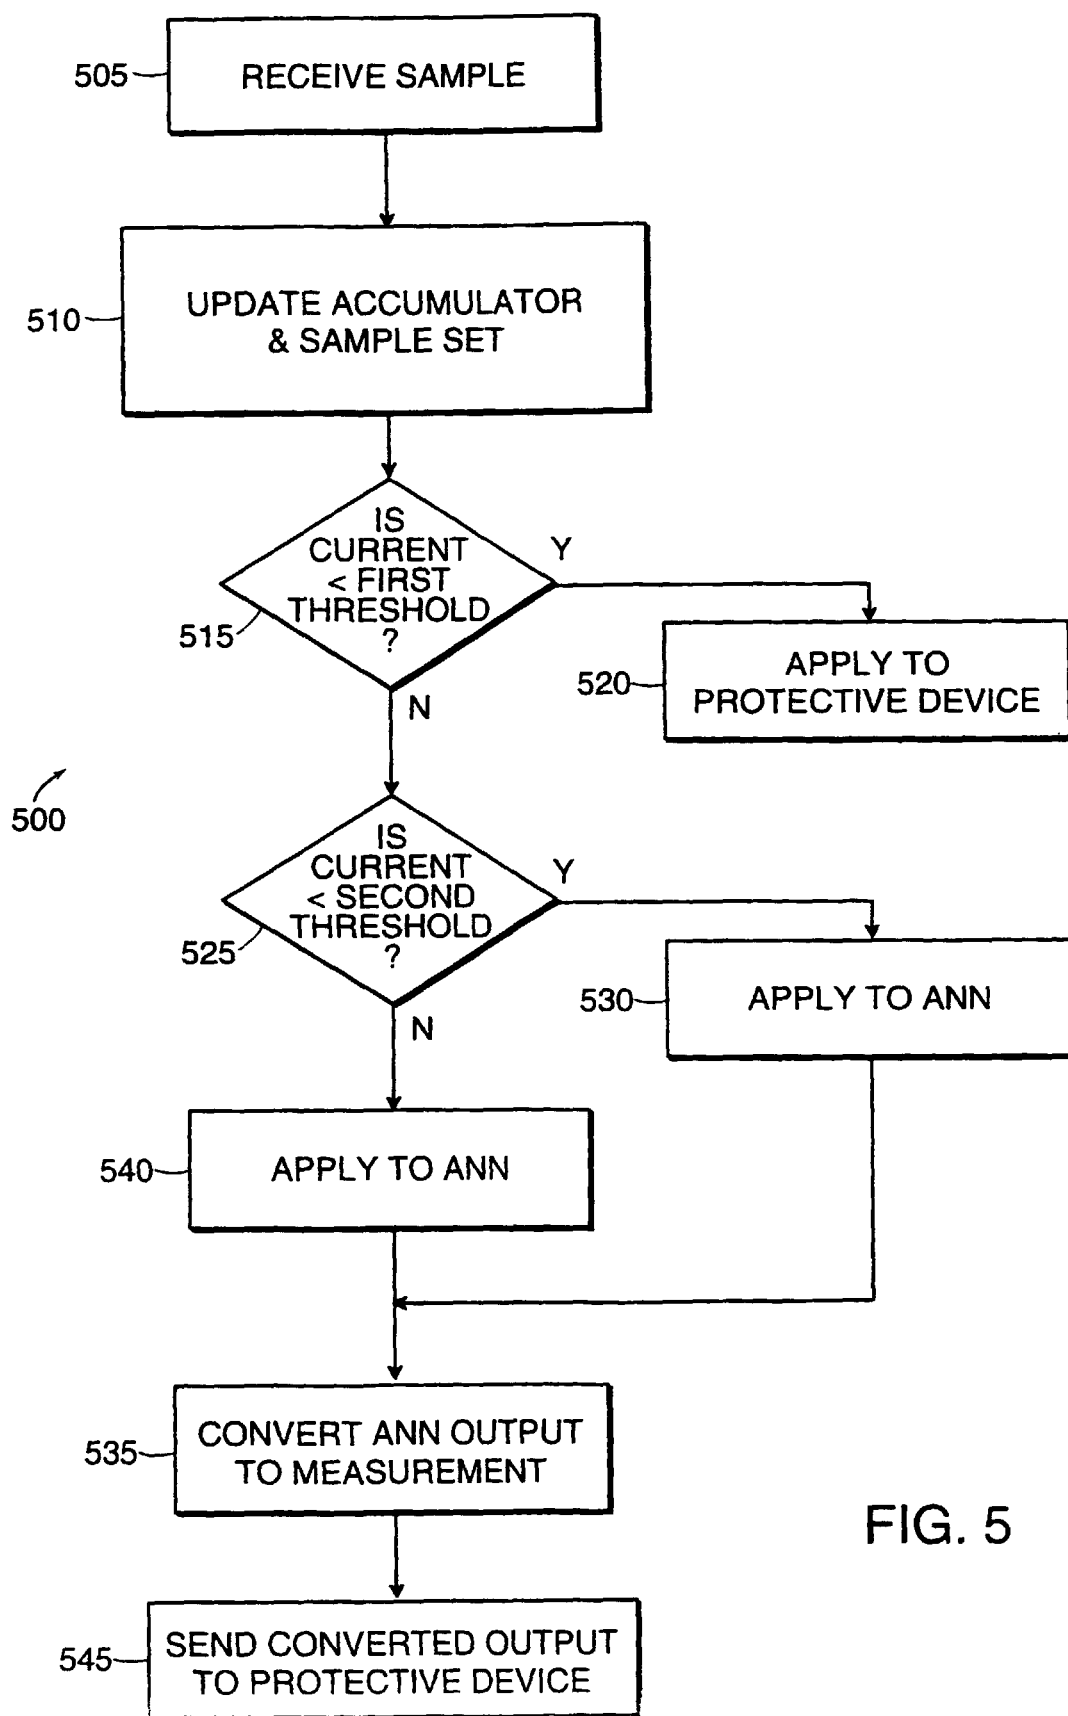 505
RECEIVE SAMPLE
510
UPDATE ACCUMULATOR
& SAMPLE SET
IS
CURRENT
< FIRST
THRESHOLD
?
515
Y
N
520
APPLY TO
PROTECTIVE DEVICE
500
IS
CURRENT
< SECOND
THRESHOLD
?
525
Y
N
530
APPLY TO ANN
540
APPLY TO ANN
535
CONVERT ANN OUTPUT
TO MEASUREMENT
FIG. 5
545
SEND CONVERTED OUTPUT
TO PROTECTIVE DEVICE